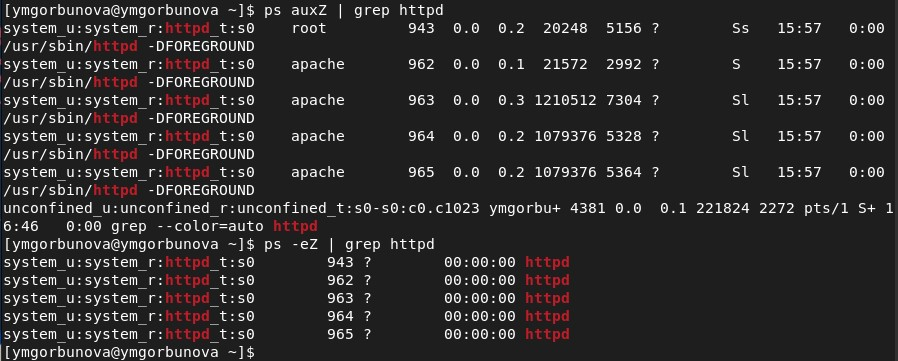 [ymgorbunova@ymgorbunova ~]$ ps auxZ | grep httpd
system_u:system_r:httpd_t:s0    root         943  0.0  0.2  20248  5156 ?        Ss   15:57   0:00
/usr/sbin/httpd -DFOREGROUND
system_u:system_r:httpd_t:s0    apache       962  0.0  0.1  21572  2992 ?        S    15:57   0:00
/usr/sbin/httpd -DFOREGROUND
system_u:system_r:httpd_t:s0    apache       963  0.0  0.3 1210512 7304 ?        Sl   15:57   0:00
/usr/sbin/httpd -DFOREGROUND
system_u:system_r:httpd_t:s0    apache       964  0.0  0.2 1079376 5328 ?        Sl   15:57   0:00
/usr/sbin/httpd -DFOREGROUND
system_u:system_r:httpd_t:s0    apache       965  0.0  0.2 1079376 5364 ?        Sl   15:57   0:00
/usr/sbin/httpd -DFOREGROUND
unconfined_u:unconfined_r:unconfined_t:s0-s0:c0.c1023 ymgorbu+ 4381 0.0  0.1 221824 2272 pts/1 S+ 1
6:46   0:00 grep --color=auto httpd
[ymgorbunova@ymgorbunova ~]$ ps -eZ | grep httpd
system_u:system_r:httpd_t:s0        943 ?        00:00:00 httpd
system_u:system_r:httpd_t:s0        962 ?        00:00:00 httpd
system_u:system_r:httpd_t:s0        963 ?        00:00:00 httpd
system_u:system_r:httpd_t:s0        964 ?        00:00:00 httpd
system_u:system_r:httpd_t:s0        965 ?        00:00:00 httpd
[ymgorbunova@ymgorbunova ~]$